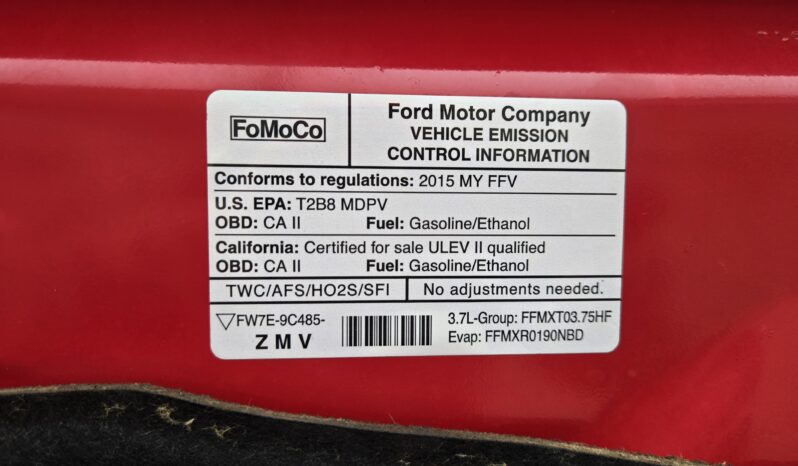 FoMoCo
Ford Motor Company
VEHICLE EMISSION
CONTROL INFORMATION
Conforms to regulations: 2015 MY FFV
U.S. EPA: T2B8 MDPV
OBD: CA II Fuel: Gasoline/Ethanol
California: Certified for sale ULEV II qualified
OBD: CA II Fuel: Gasoline/Ethanol
TWC/AFS/HO2S/SFI No adjustments needed.
▽FW7E-9C485-
Z M V
3.7L-Group: FFMXT03.75HF
Evap: FFMXR0190NBD